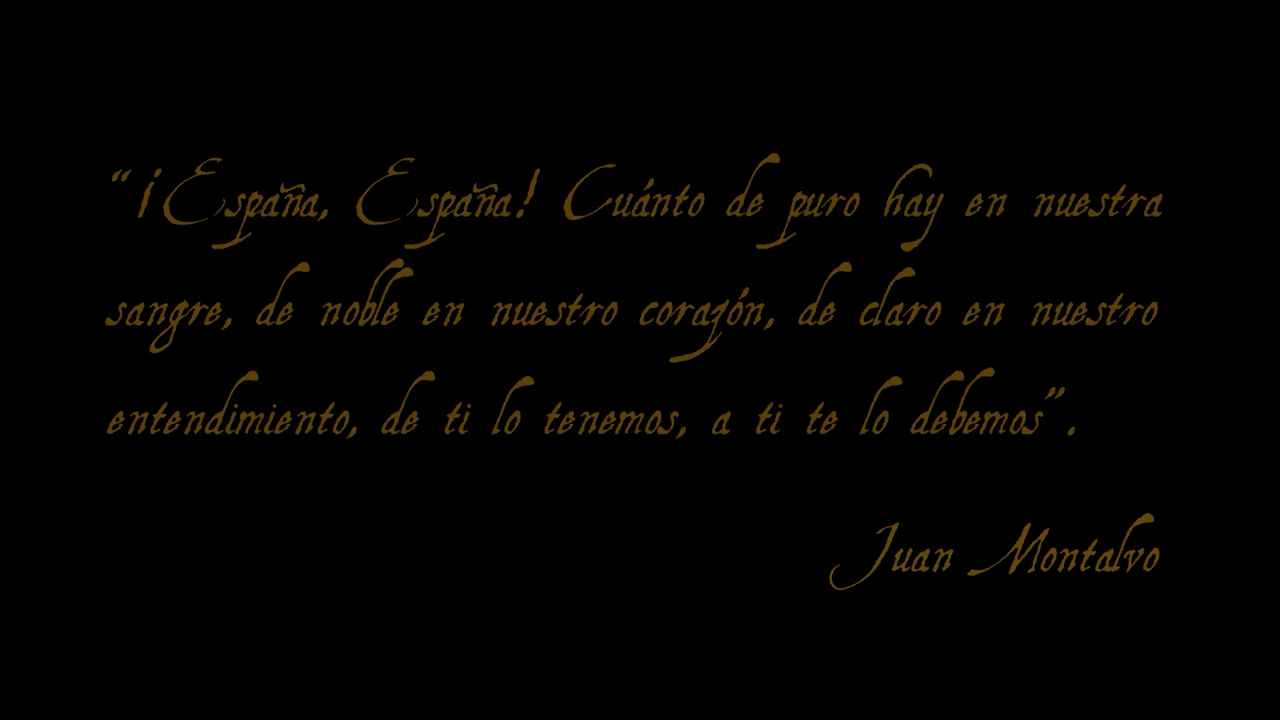 “¡España, España! Cuánto de puro hay en nuestra
sangre, de noble en nuestro corazón, de claro en nuestro
entendimiento, de ti lo tenemos, a ti te lo debemos”.
Juan Montalvo